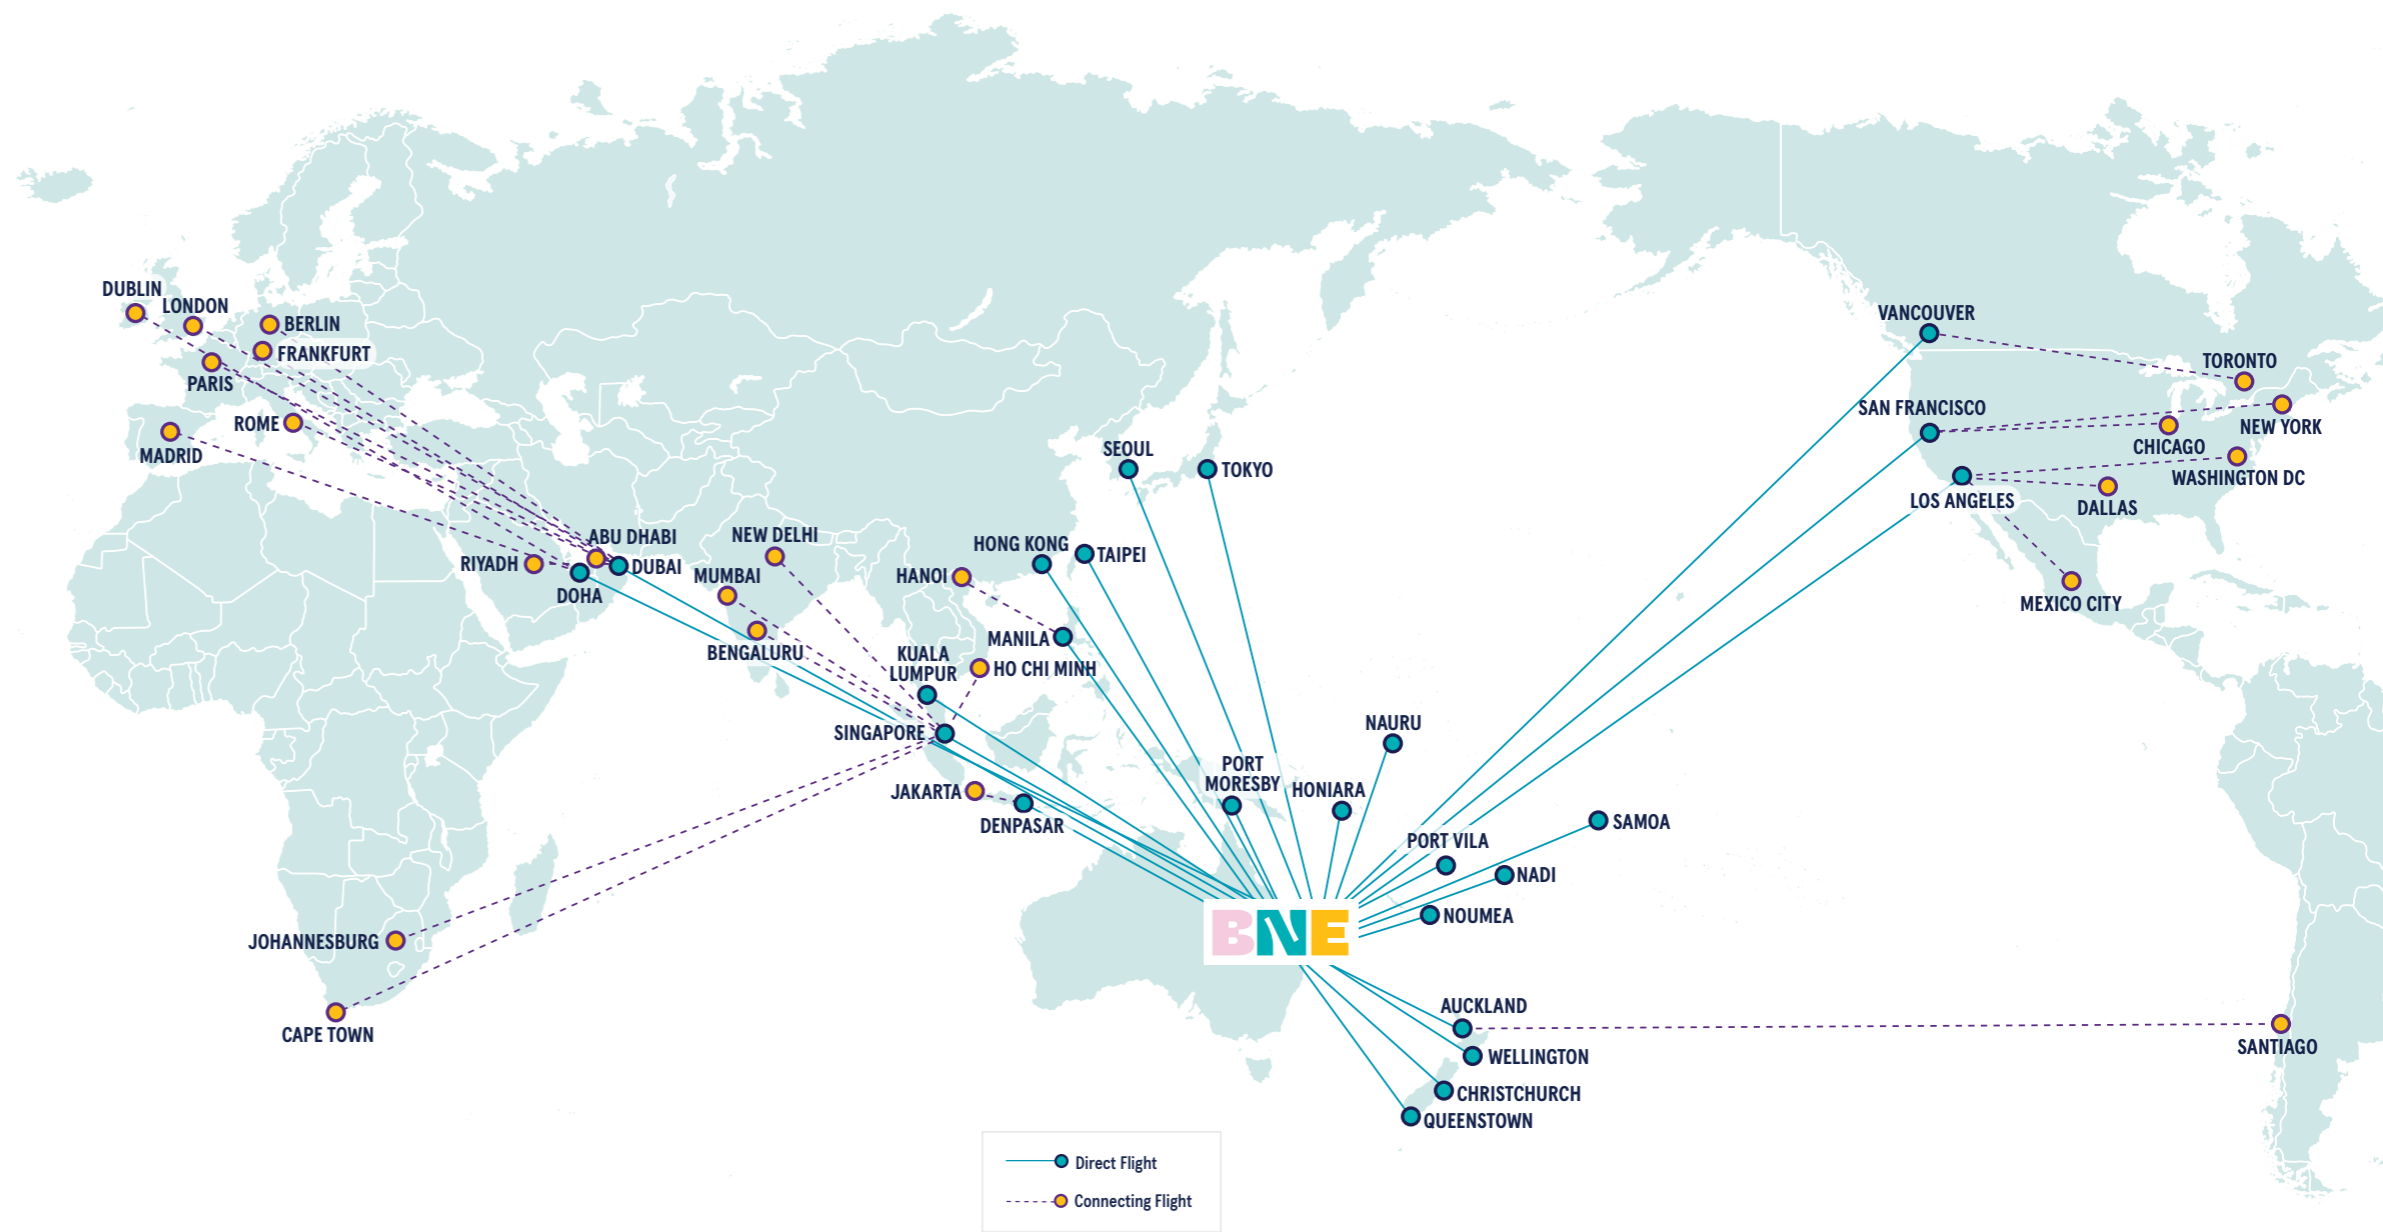 DUBLIN
LONDON
BERLIN
FRANKFURT
PARIS
ROME
MADRID
RIYADH
ABU DHABI
DUBAI
DOHA
NEW DELHI
MUMBAI
BENGALURU
SEOUL
TOKYO
HONG KONG
TAIPEI
HANOI
MANILA
HO CHI MINH
KUALA
LUMPUR
SINGAPORE
JAKARTA
DENPASAR
PORT
MORESBY
HONIARA
NAURU
PORT VILA
SAMOA
NADI
NOUMEA
BNE
AUCKLAND
WELLINGTON
CHRISTCHURCH
QUEENSTOWN
JOHANNESBURG
CAPE TOWN
VANCOUVER
TORONTO
SAN FRANCISCO
NEW YORK
CHICAGO
WASHINGTON DC
LOS ANGELES
DALLAS
MEXICO CITY
SANTIAGO
Direct Flight
Connecting Flight